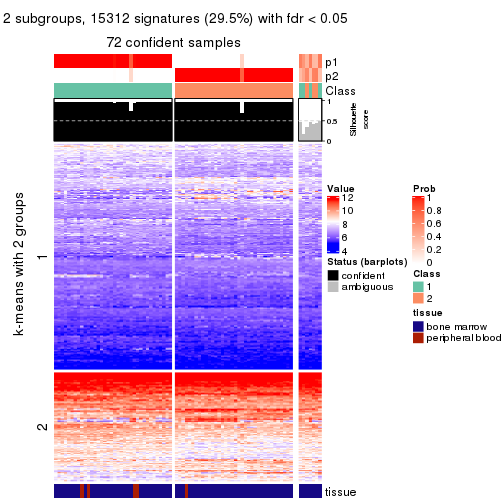 2 subgroups, 15312 signatures (29.5%) with fdr < 0.05
72 confident samples
p1
p2
Class
1
0.5
0
Silhouette
score
k-means with 2 groups
1
2
tissue
Value
12
10
8
6
4
Status (barplots)
confident
ambiguous
Prob
1
0.8
0.6
0.4
0.2
0
Class
1
2
tissue
bone marrow
peripheral blood